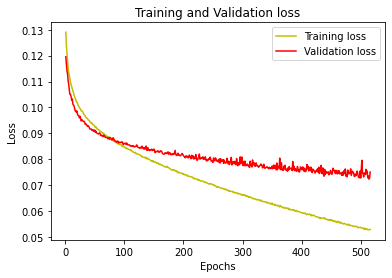 Training and Validation loss
Training loss
Validation loss
0.13
0.12
0.11
0.10
0.09
0.08
0.07
0.06
0.05
Loss
0 100 200 300 400 500
Epochs